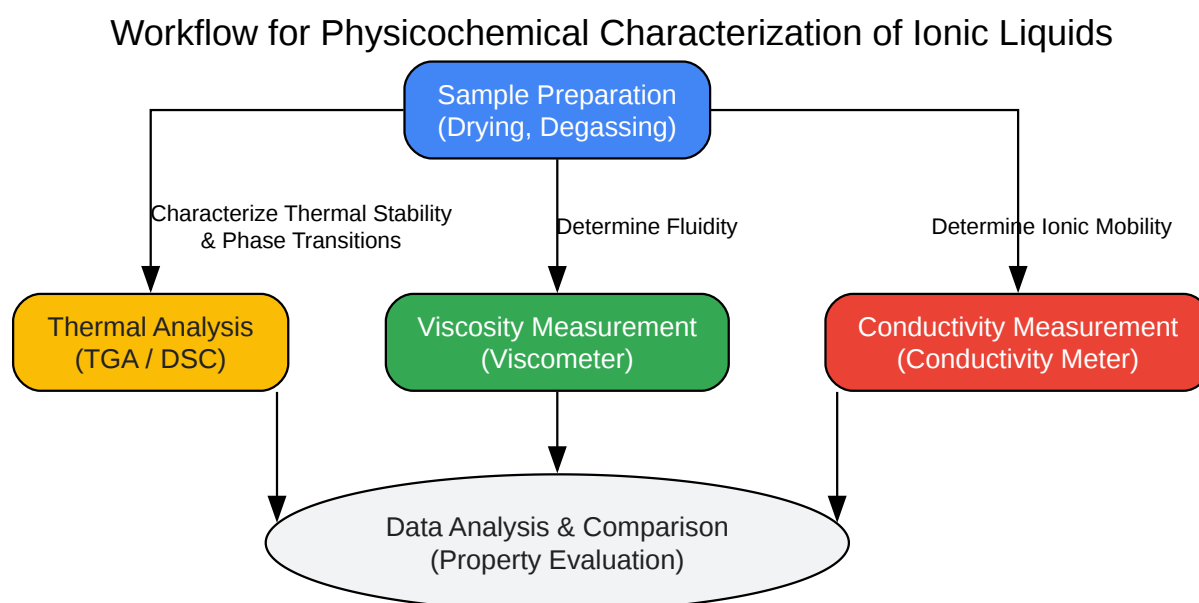 Workflow for Physicochemical Characterization of Ionic Liquids
Sample Preparation
(Drying, Degassing)
Characterize Thermal Stability
& Phase Transitions
Determine Fluidity
Determine Ionic Mobility
Thermal Analysis
(TGA / DSC)
Viscosity Measurement
(Viscometer)
Conductivity Measurement
(Conductivity Meter)
Data Analysis & Comparison
(Property Evaluation)